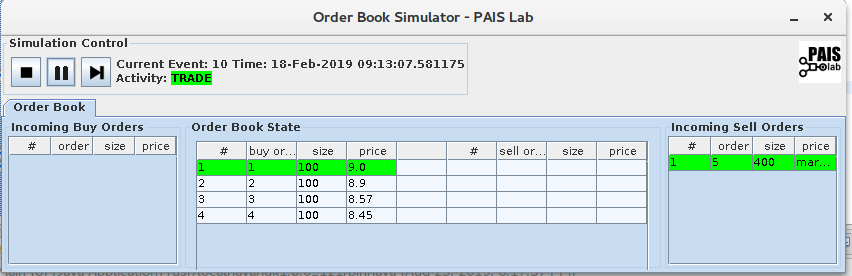 Order Book Simulator - PAIS Lab
Simulation Control
Current Event: 10 Time: 18-Feb-2019 09:13:07.581175
Activity: TRADE
PAIS
lab
Order Book
Incoming Buy Orders
# order size price
Order Book State
# buy or... size price # sell or... size price
1 1 100 9.0
2 2 100 8.9
3 3 100 8.57
4 4 100 8.45
Incoming Sell Orders
# order size price
1 5 400 mar...